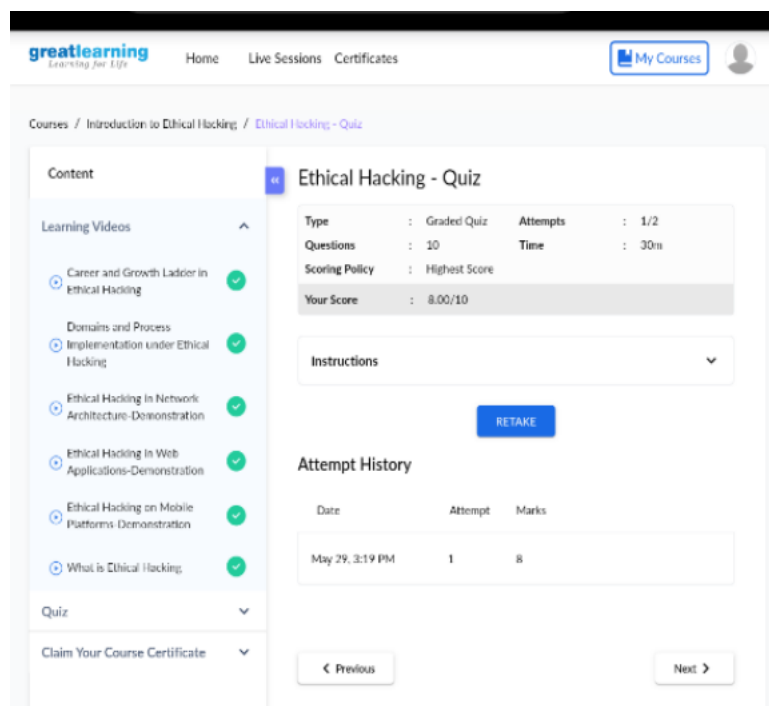 greatlearning
Learning for Life
Home Live Sessions Certificates
My Courses
Courses / Introduction to Ethical Hacking / Ethical Hacking - Quiz
Content
Learning Videos
Career and Growth Ladder in
Ethical Hacking
Domains and Process
Implementation under Ethical
Hacking
Ethical Hacking in Network
Architecture-Demonstration
Ethical Hacking in Web
Applications-Demonstration
Ethical Hacking on Mobile
Platforms-Demonstration
What is Ethical Hacking
Quiz
Claim Your Course Certificate
«
Ethical Hacking - Quiz
Type : Graded Quiz Attempts : 1/2
Questions : 10 Time : 30m
Scoring Policy : Highest Score
Your Score : 8.00/10
Instructions
RETAKE
Attempt History
Date Attempt Marks
May 29, 3:19 PM 1 8
Previous
Next